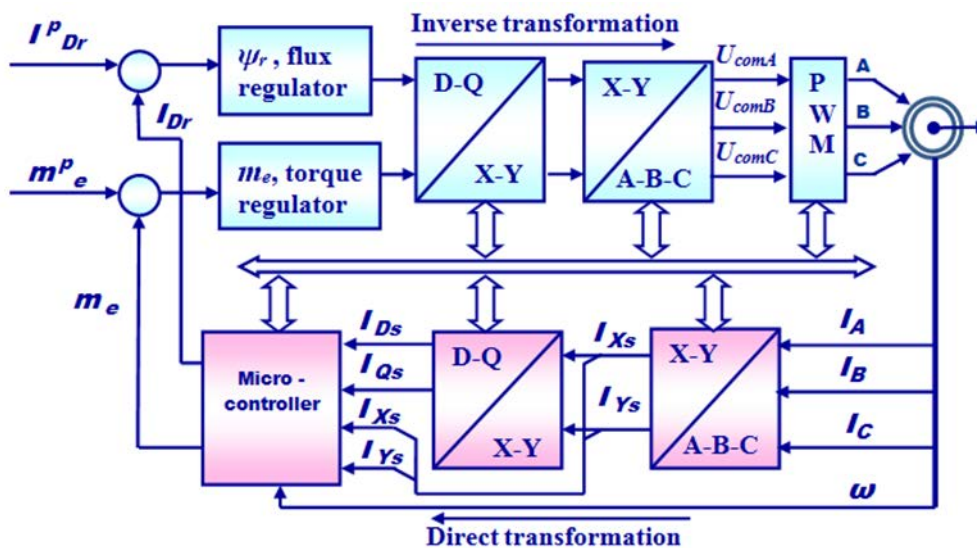 Inverse transformation
I^p_Dr
ψ_r , flux
regulator
D-Q
X-Y
X-Y
A-B-C
U_comA
U_comB
U_comC
P
W
M
A
B
C
I_Dr
m^p_e
m_e, torque
regulator
m_e
Micro -
controller
I_Ds
I_Qs
I_Xs
I_Ys
D-Q
X-Y
I_Xs
I_Ys
X-Y
A-B-C
I_A
I_B
I_C
ω
Direct transformation